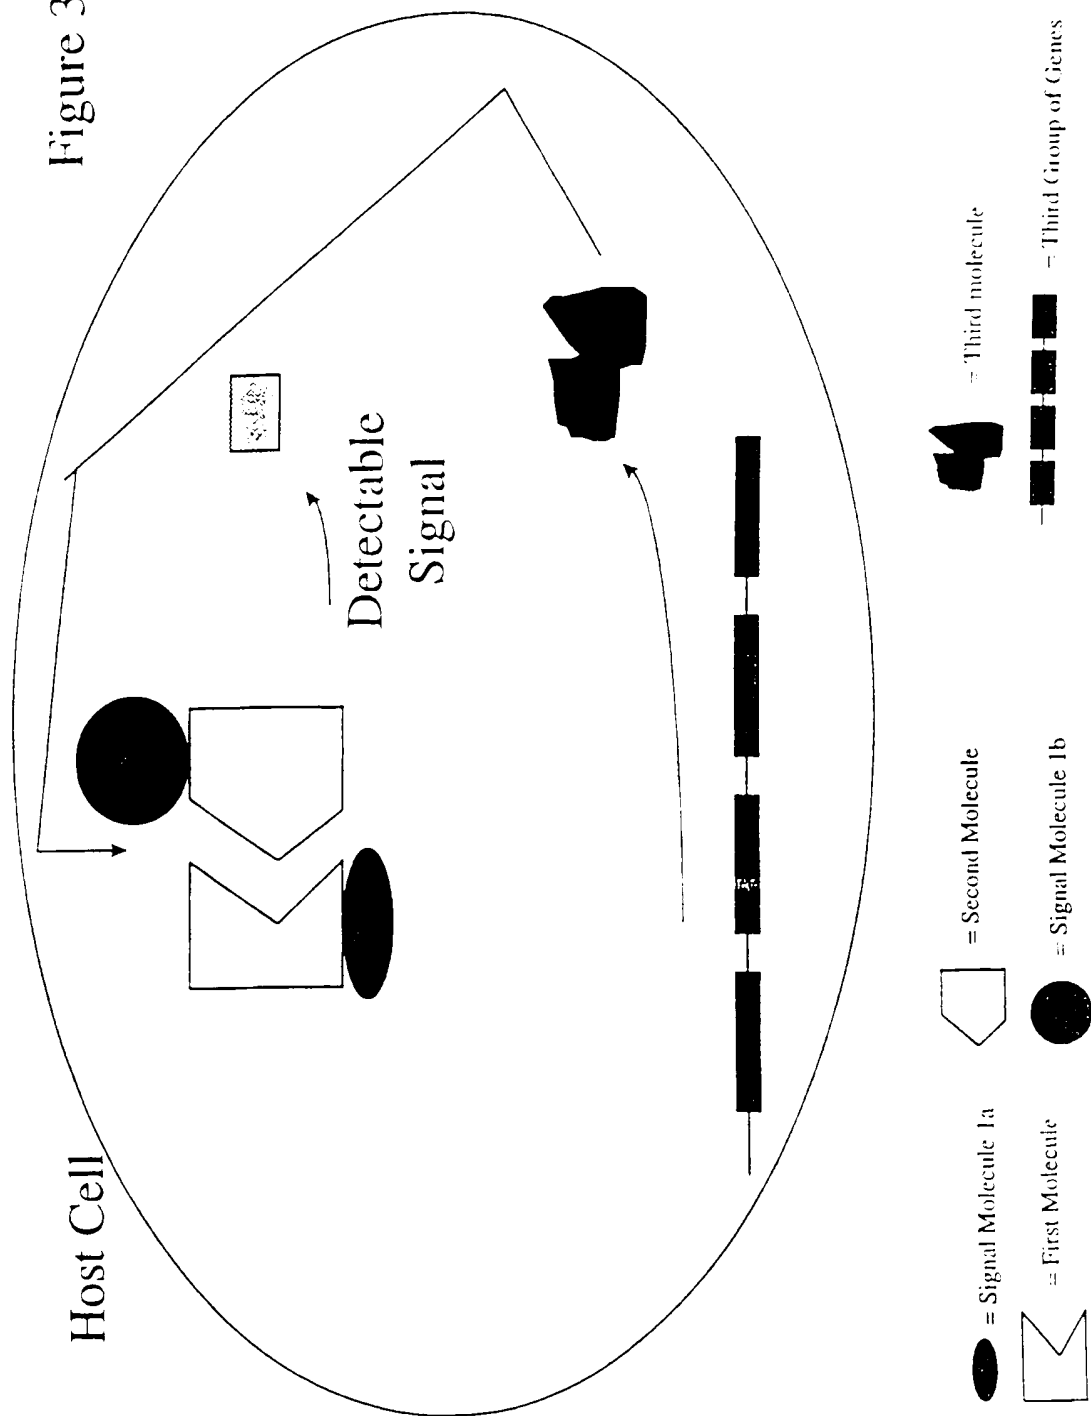 Figure 3
Host Cell
Detectable
Signal
= Signal Molecule 1a
= Second Molecule
= Third molecule
= First Molecule
= Signal Molecule 1b
= Third Group of Genes